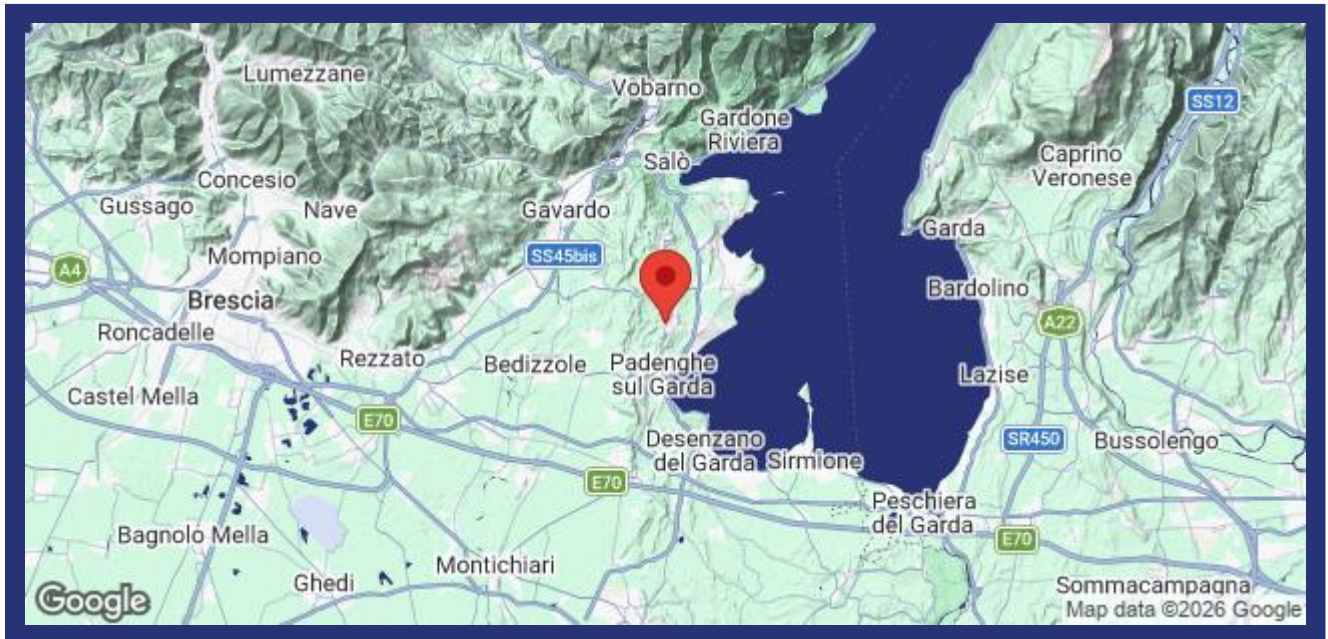 Lumezzane
Vobarno
SS12
Gardone
Riviera
Salò
Caprino
Veronese
Concesio
Gussago
Nave
Gavardo
Garda
Mompiano
SS45bis
A4
Bardolino
Brescia
A22
Roncadelle
Rezzato
Bedizzole
Padenghe
sul Garda
Lazise
Castel Mella
E70
Desenzano
del Garda
Sirmione
SR450
Bussolengo
E70
Peschiera
del Garda
Bagnolo Mella
E70
Montichiari
Ghedi
Sommacampagna
Google
Map data ©2026 Google